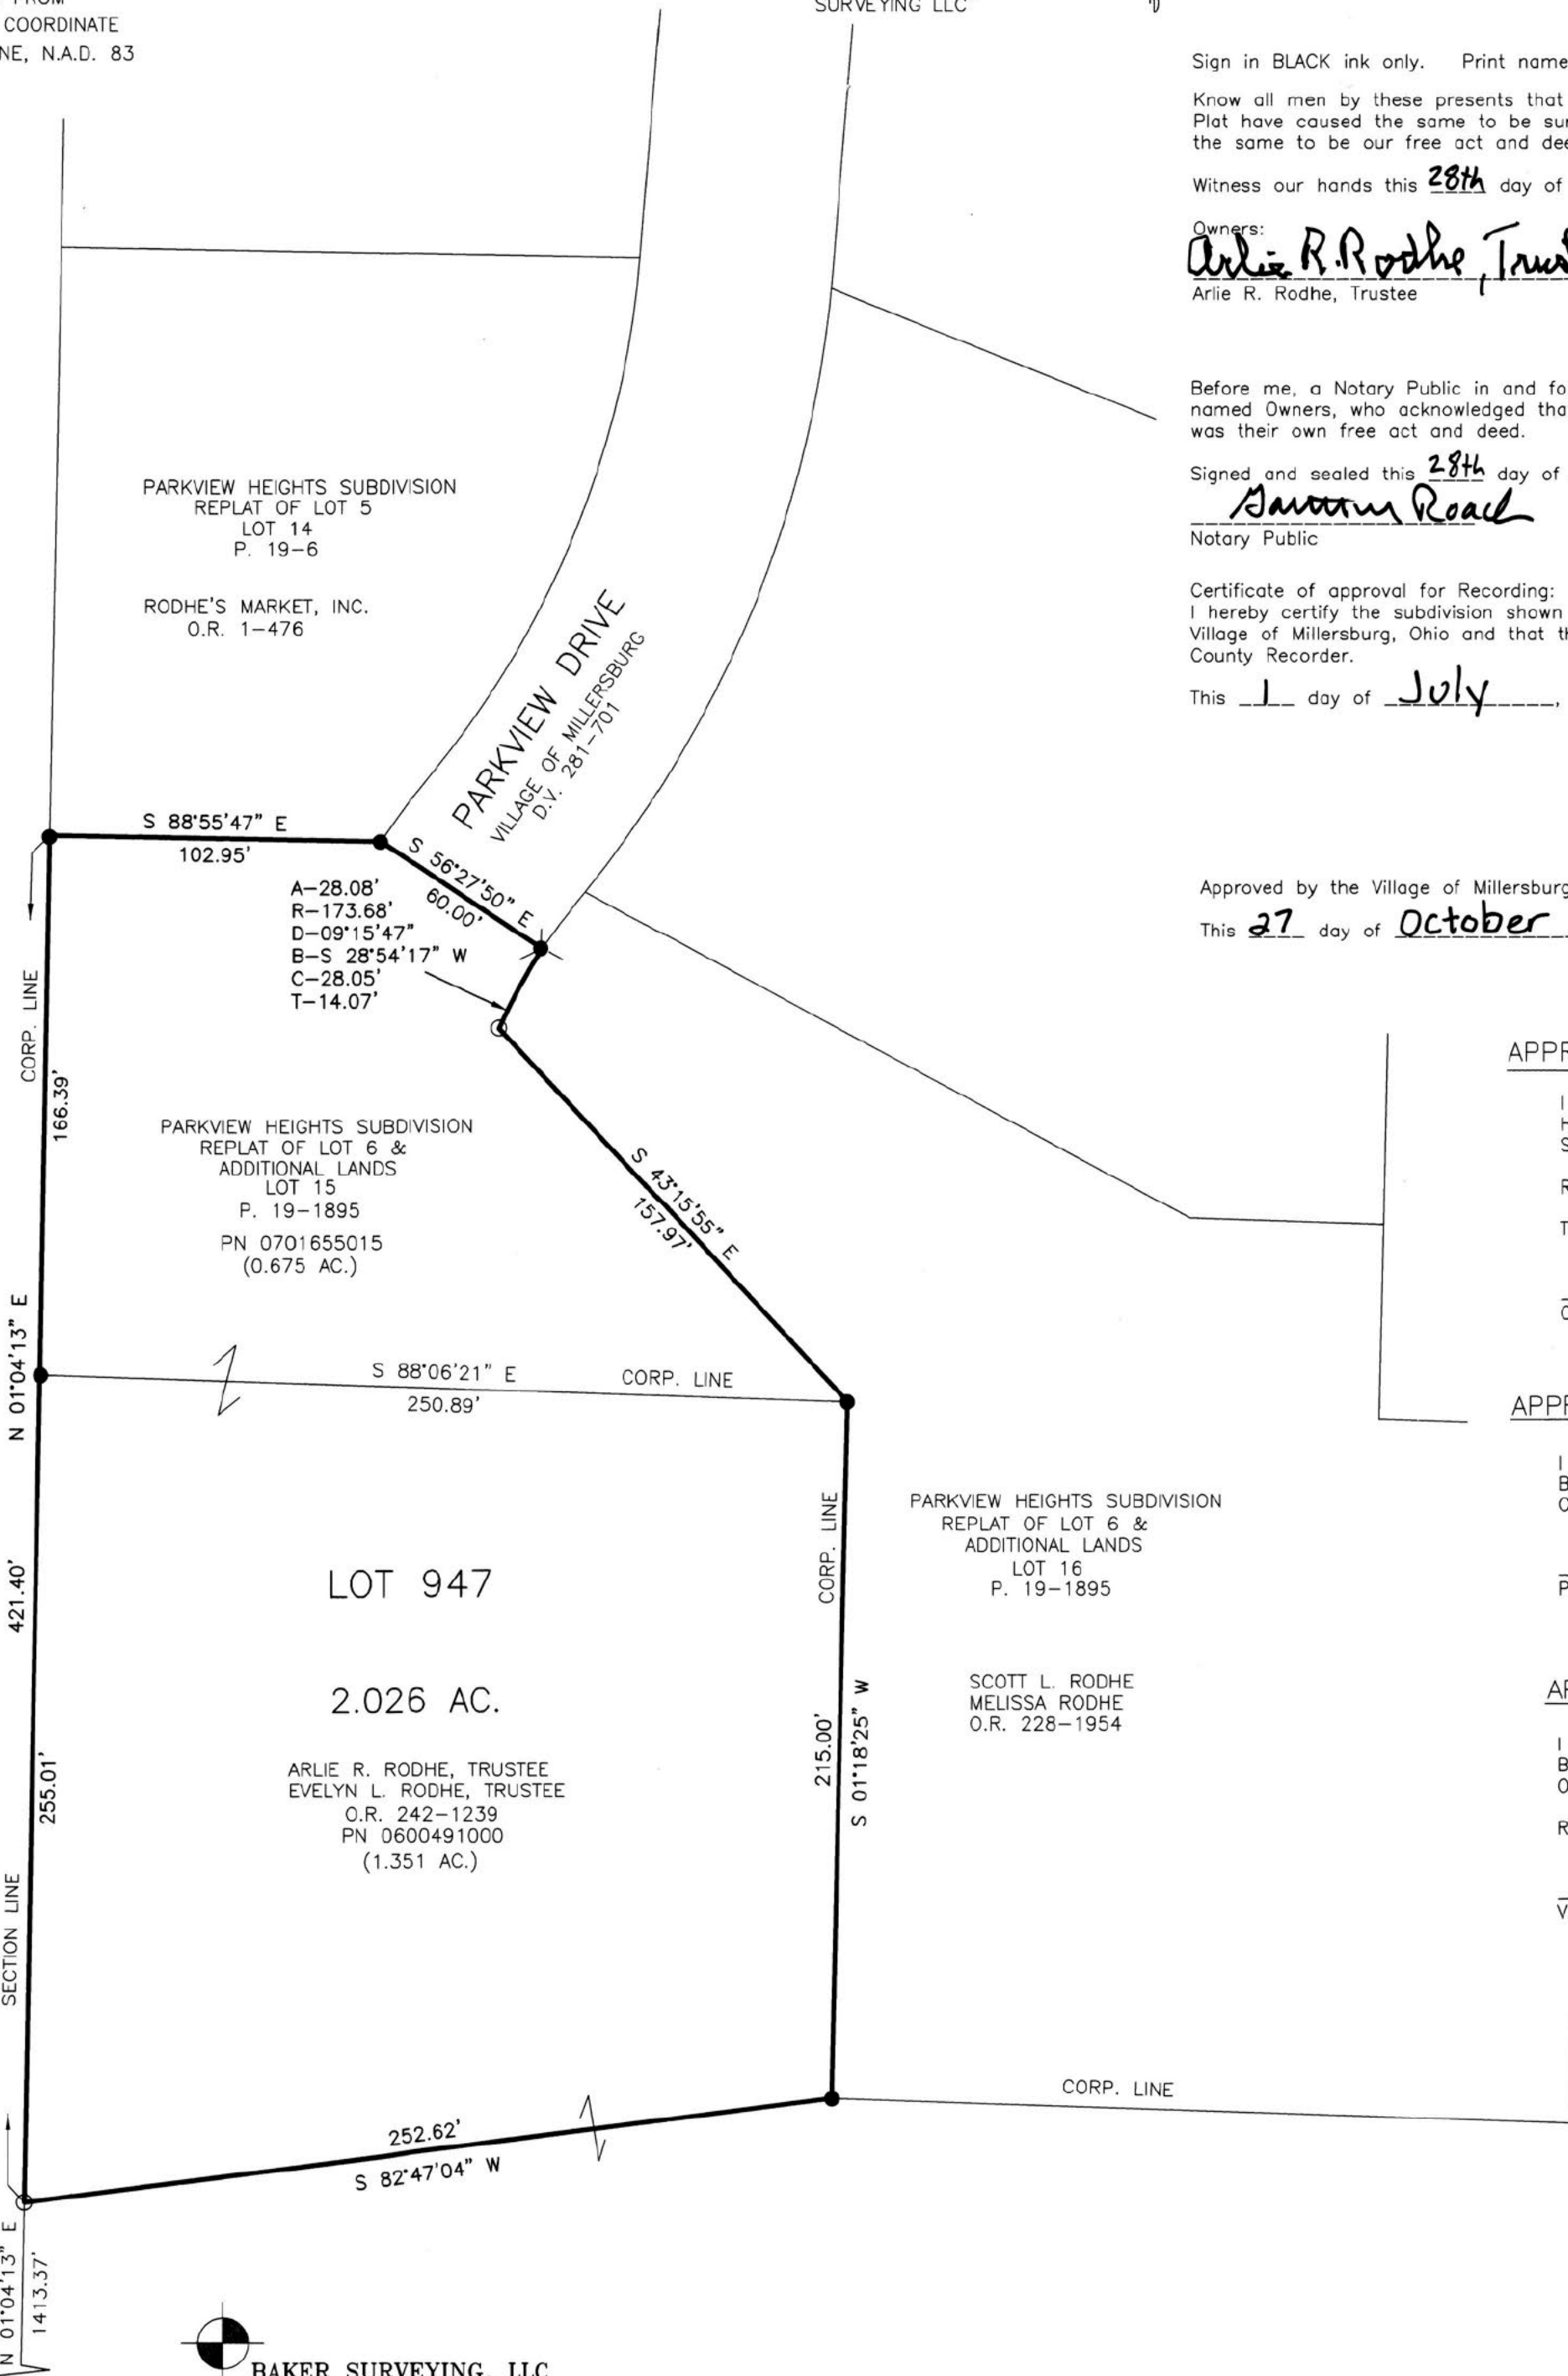 FROM
COORDINATE
NE, N.A.D. 83
SURVEYING LLC
Sign in BLACK ink only. Print name
Know all men by these presents that
Plat have caused the same to be sur
the same to be our free act and dee
Witness our hands this 28th day of
Owners:
Arlie R. Rodhe, Trust
Arlie R. Rodhe, Trustee
Before me, a Notary Public in and fo
named Owners, who acknowledged tha
was their own free act and deed.
Signed and sealed this 28th day of
Roach
Notary Public
Certificate of approval for Recording:
I hereby certify the subdivision shown
Village of Millersburg, Ohio and that th
County Recorder.
This 1 day of July,
Approved by the Village of Millersburg
This 27 day of October
PARKVIEW HEIGHTS SUBDIVISION
REPLAT OF LOT 5
LOT 14
P. 19-6
RODHE'S MARKET, INC.
O.R. 1-476
PARKVIEW DRIVE
VILLAGE OF MILLERSBURG
D.V. 281-701
S 88°55'47" E
102.95'
S 56°27'50" E
60.00'
A-28.08'
R-173.68'
D-09°15'47"
B-S 28°54'17" W
C-28.05'
T-14.07'
CORP. LINE
166.39'
PARKVIEW HEIGHTS SUBDIVISION
REPLAT OF LOT 6 &
ADDITIONAL LANDS
LOT 15
P. 19-1895
PN 0701655015
(0.675 AC.)
S 43°15'55" E
157.97'
N 01°04'13" E
421.40'
S 88°06'21" E
CORP. LINE
250.89'
APPR
I
H
S
R
T
O
APPR
I
B
O
P
AP
I
B
O
R
V
LOT 947
2.026 AC.
ARLIE R. RODHE, TRUSTEE
EVELYN L. RODHE, TRUSTEE
O.R. 242-1239
PN 0600491000
(1.351 AC.)
CORP. LINE
215.00'
S 01°18'25" W
PARKVIEW HEIGHTS SUBDIVISION
REPLAT OF LOT 6 &
ADDITIONAL LANDS
LOT 16
P. 19-1895
SCOTT L. RODHE
MELISSA RODHE
O.R. 228-1954
255.01'
SECTION LINE
CORP. LINE
252.62'
S 82°47'04" W
N 01°04'13" E
1413.37'
BAKER SURVEYING, LLC